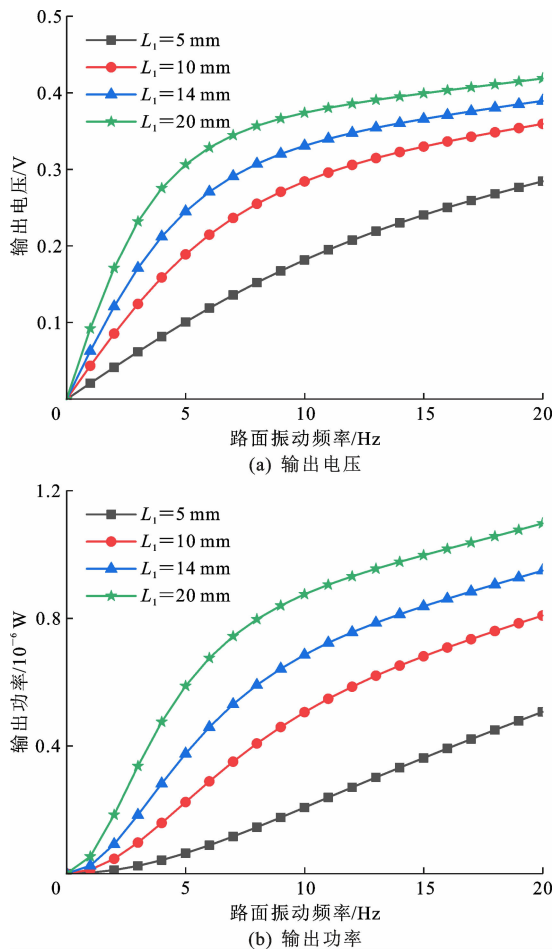 0.5
0.4
0.3
0.2
0.1
0
5
10
15
20
输出电压/V
L₁＝5 mm
L₁＝10 mm
L₁＝14 mm
L₁＝20 mm
路面振动频率/Hz
(a) 输出电压
1.2
0.8
0.4
0
5
10
15
20
输出功率/10⁻⁶ W
L₁＝5 mm
L₁＝10 mm
L₁＝14 mm
L₁＝20 mm
路面振动频率/Hz
(b) 输出功率